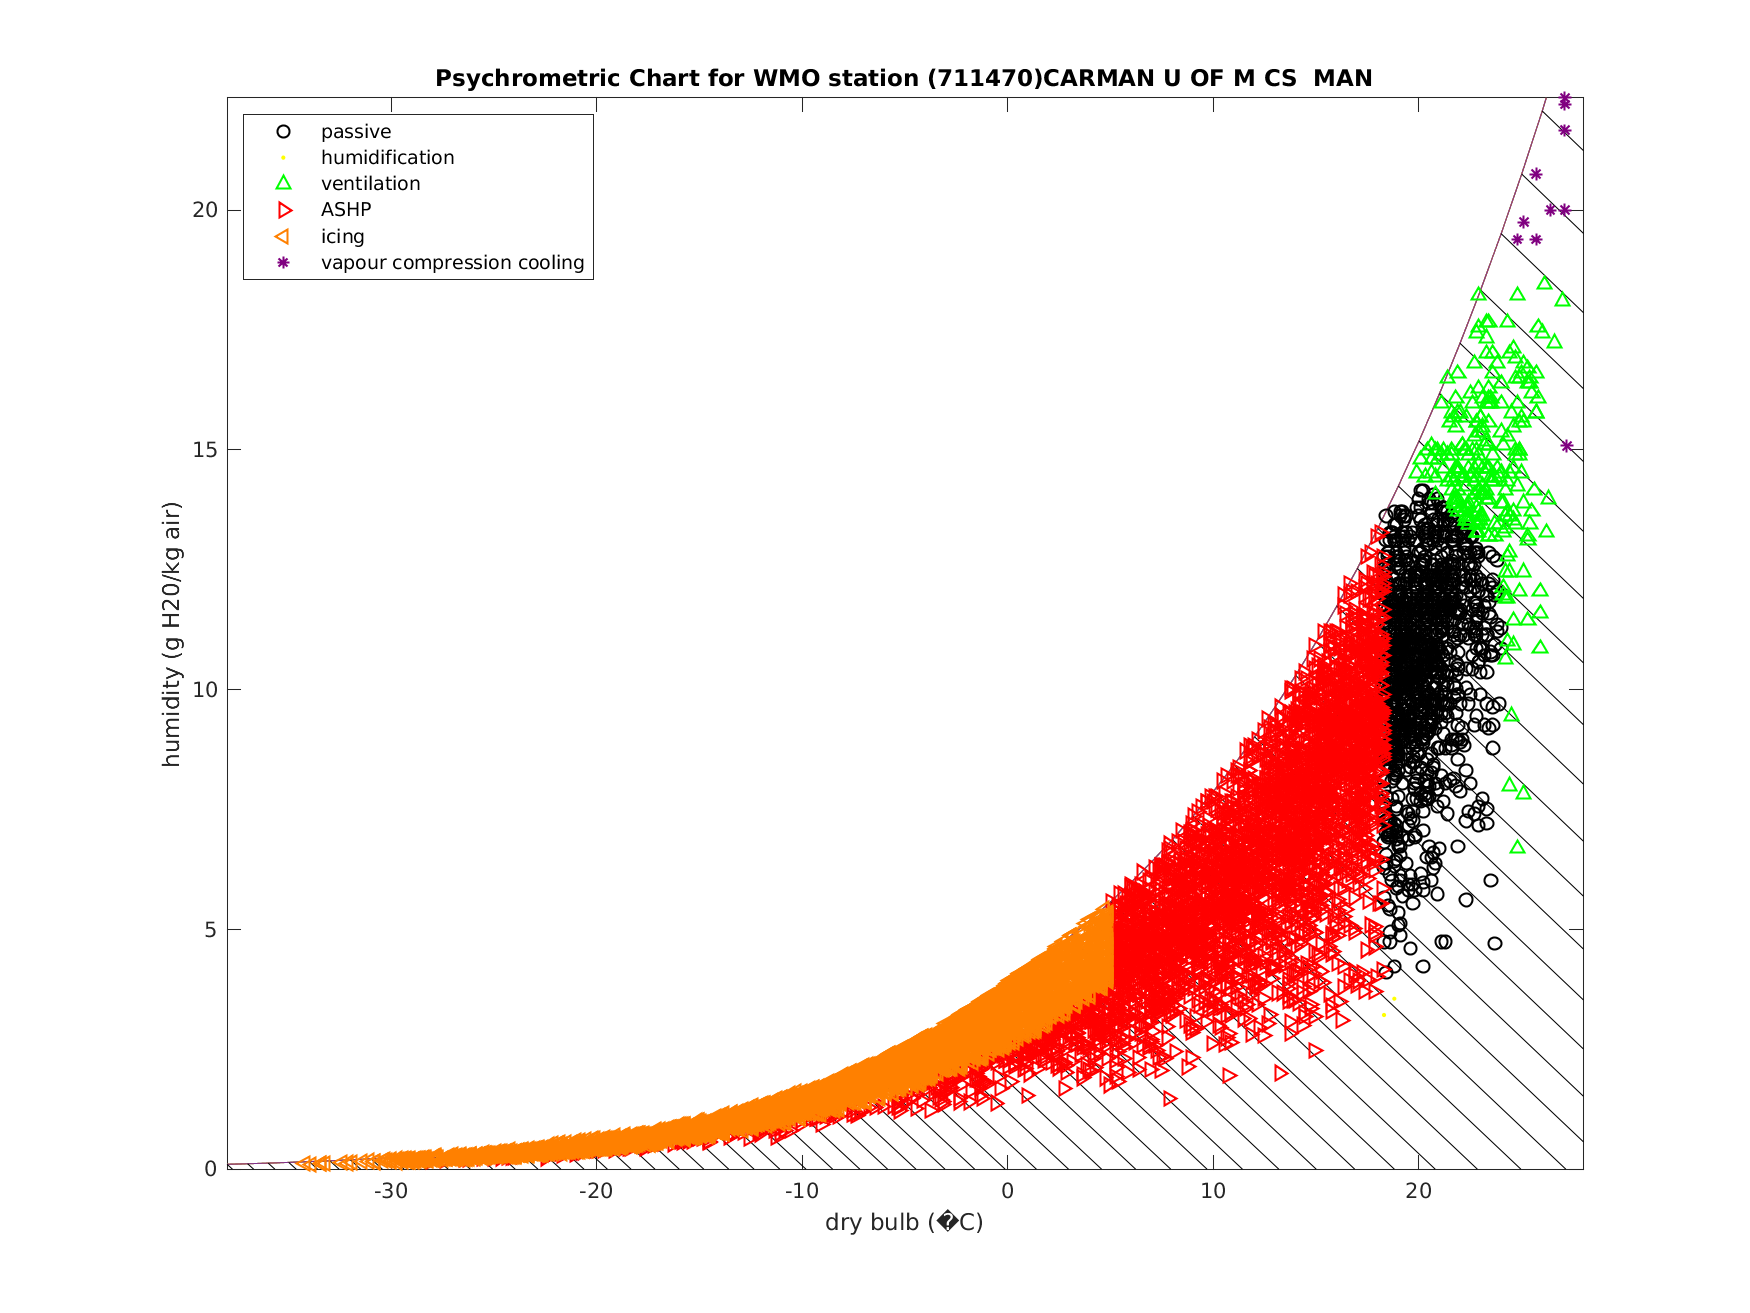 Psychrometric Chart for WMO station (711470)CARMAN U OF M CS  MAN
passive
humidification
ventilation
ASHP
icing
vapour compression cooling
humidity (g H20/kg air)
20
15
10
5
0
-30 -20 -10 0 10 20
dry bulb (�C)